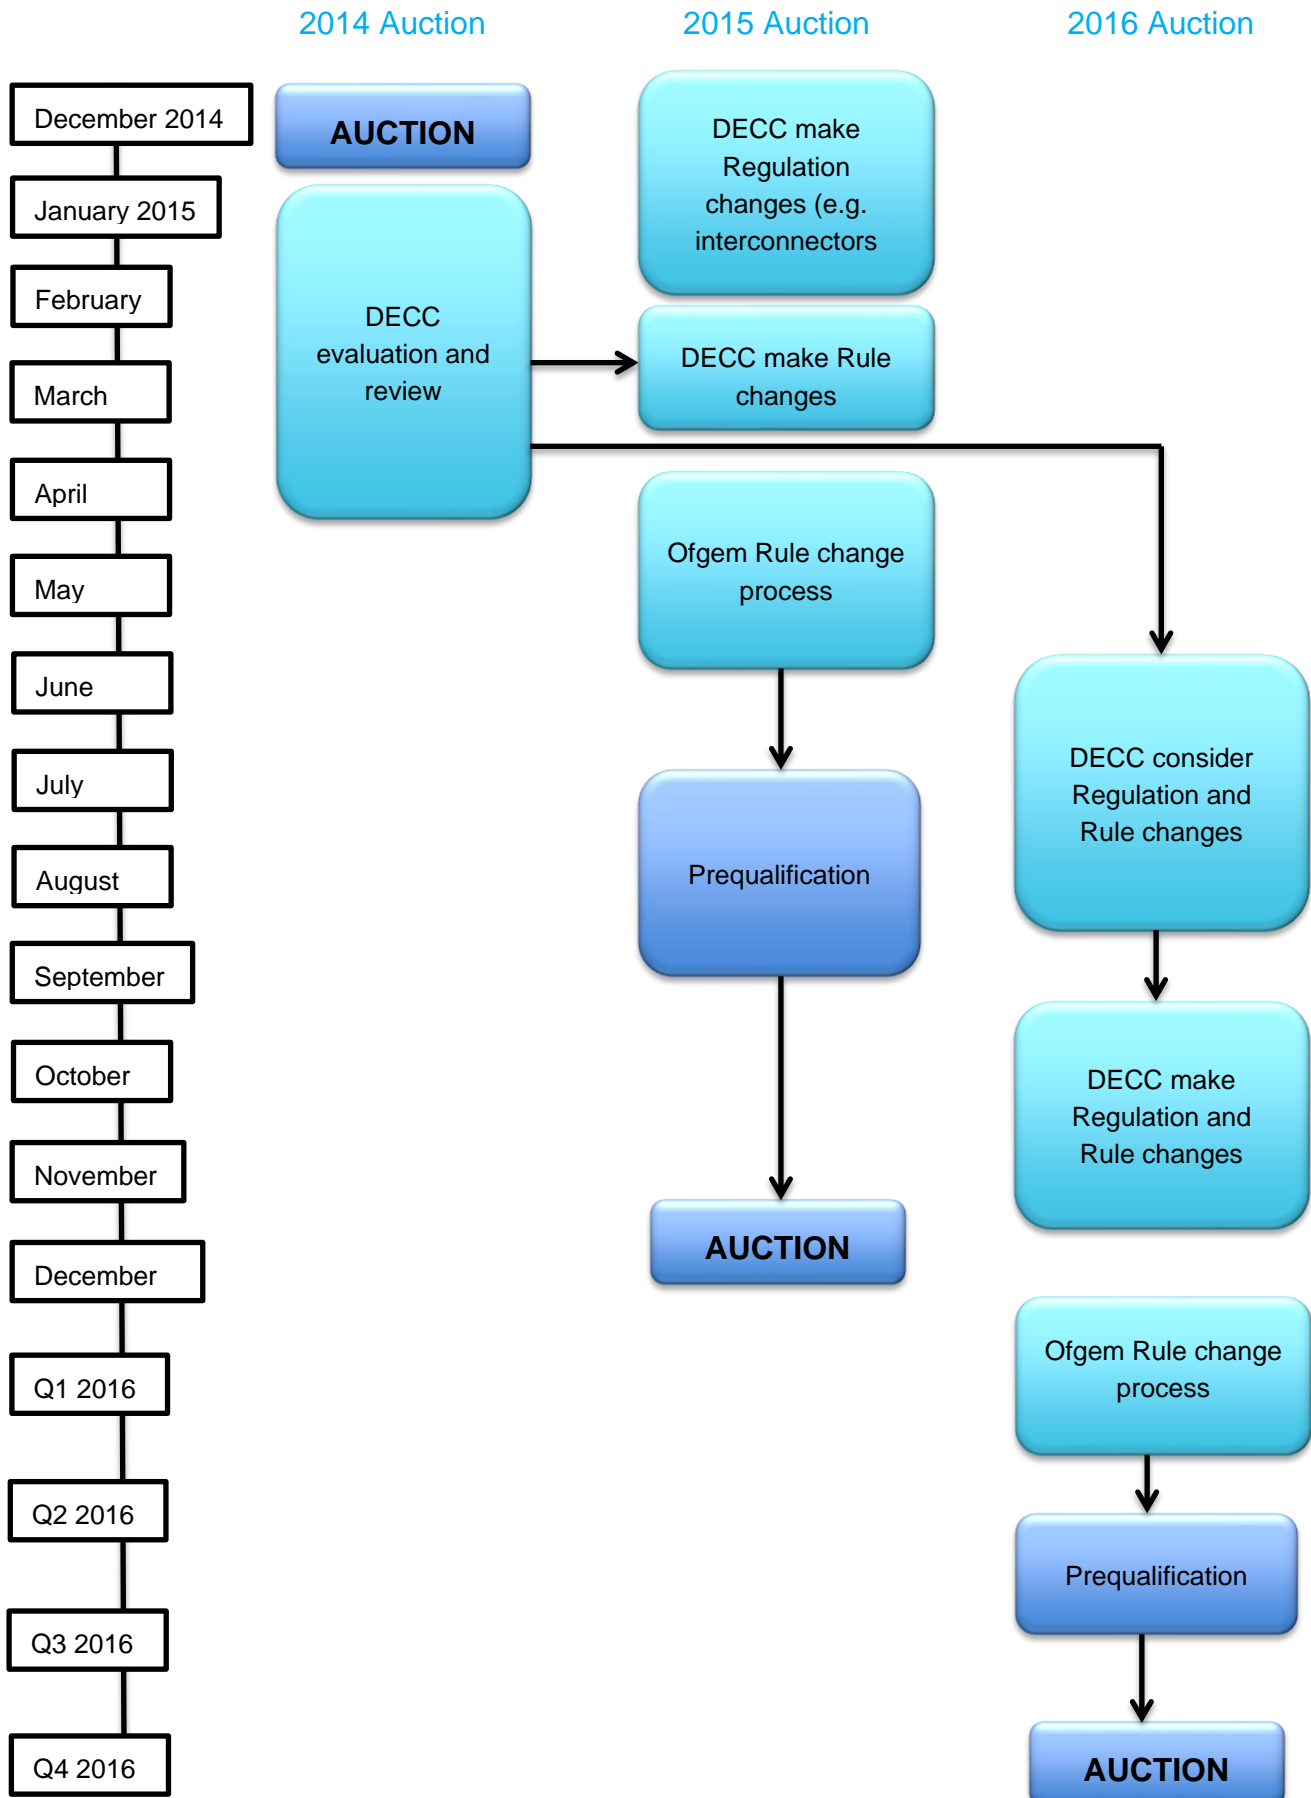 2014 Auction
2015 Auction
2016 Auction
December 2014
January 2015
February
March
April
May
June
July
August
September
October
November
December
Q1 2016
Q2 2016
Q3 2016
Q4 2016
AUCTION
DECC
evaluation and
review
DECC make
Regulation
changes (e.g.
interconnectors
DECC make Rule
changes
Ofgem Rule change
process
Prequalification
AUCTION
DECC consider
Regulation and
Rule changes
DECC make
Regulation and
Rule changes
Ofgem Rule change
process
Prequalification
AUCTION